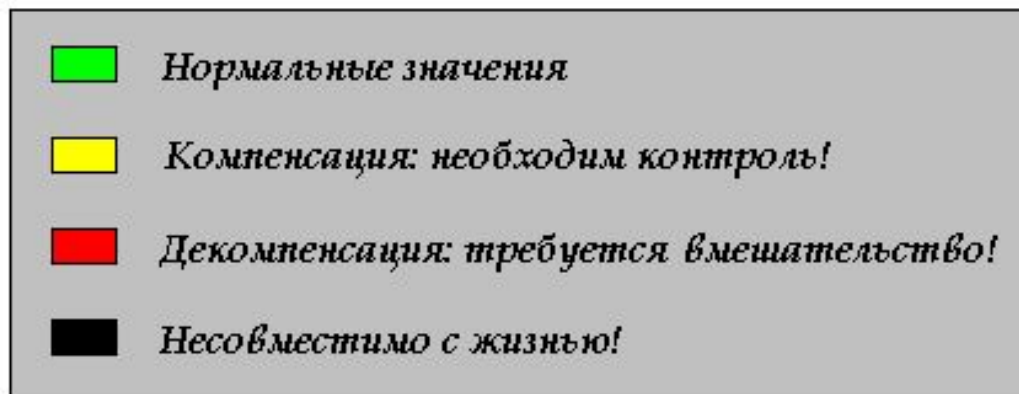 Нормальные значения
Компенсация: необходим контроль!
Декомпенсация: требуется вмешательство!
Несовместимо с жизнью!